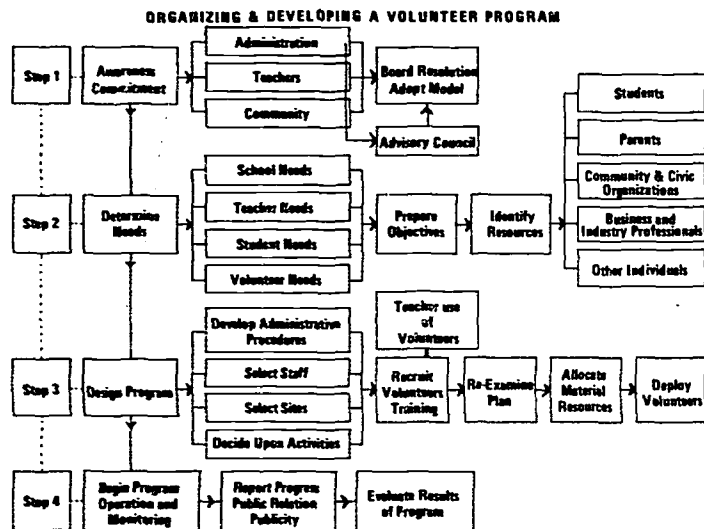 ORGANIZING & DEVELOPING A VOLUNTEER PROGRAM
Step 1
Awareness
Commitment
Administration
Teachers
Community
Board Resolution
Adopt Model
Advisory Council
Students
Parents
Community & Civic
Organizations
Business and
Industry Professionals
Other Individuals
Step 2
Determine
Needs
School Needs
Teacher Needs
Student Needs
Volunteer Needs
Prepare
Objectives
Identify
Resources
Step 3
Design Program
Develop Administrative
Procedures
Select Staff
Select Sites
Decide Upon Activities
Teacher use
of
Volunteers
Recruit
Volunteers
Training
Re-Examine
Plan
Allocate
Material
Resources
Deploy
Volunteers
Step 4
Begin Program
Operation and
Monitoring
Report Program
Public Relation
Publicity
Evaluate Results
of Program